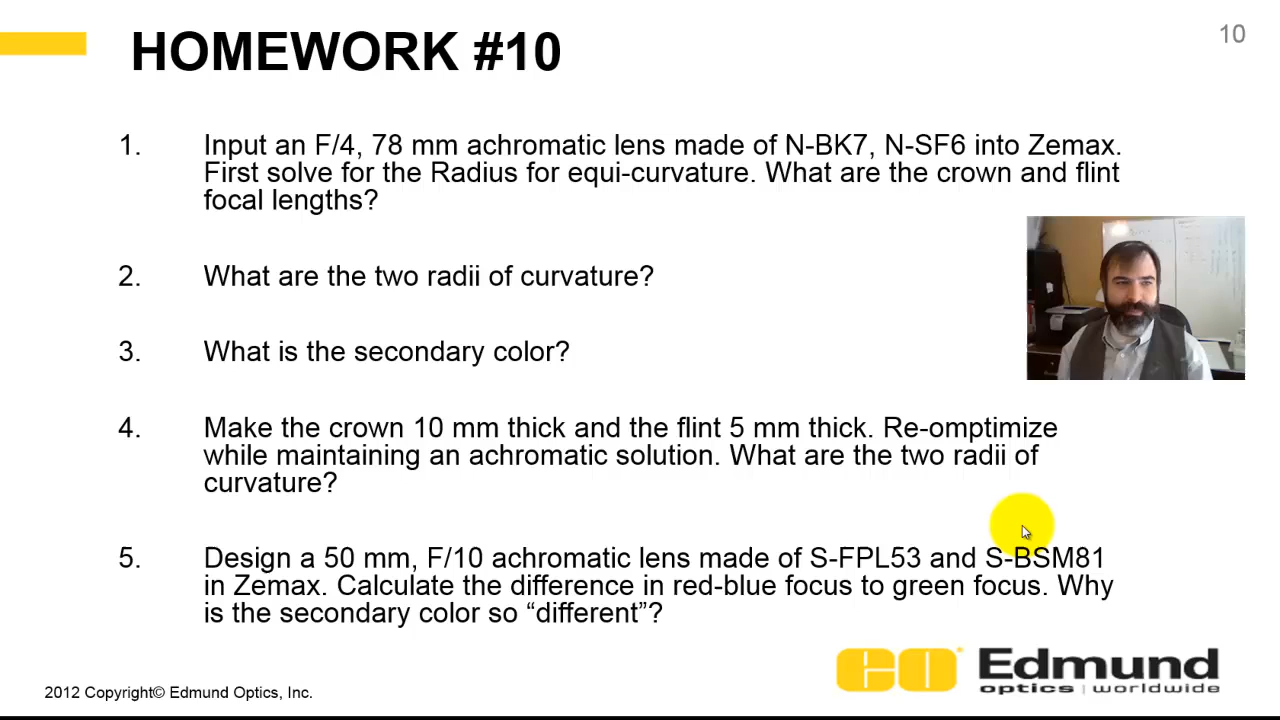 HOMEWORK #10
10
1. Input an F/4, 78 mm achromatic lens made of N-BK7, N-SF6 into Zemax.
First solve for the Radius for equi-curvature. What are the crown and flint
focal lengths?
2. What are the two radii of curvature?
3. What is the secondary color?
4. Make the crown 10 mm thick and the flint 5 mm thick. Re-omptimize
while maintaining an achromatic solution. What are the two radii of
curvature?
5. Design a 50 mm, F/10 achromatic lens made of S-FPL53 and S-BSM81
in Zemax. Calculate the difference in red-blue focus to green focus. Why
is the secondary color so “different”?
EO Edmund
optics | worldwide
2012 Copyright© Edmund Optics, Inc.